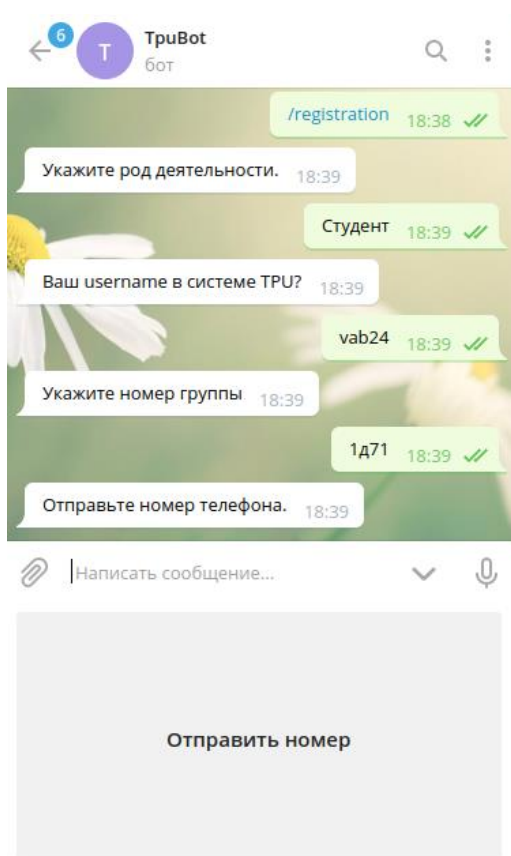 6
T
TpuBot
бот
/registration 18:38
Укажите род деятельности. 18:39
Студент 18:39
Ваш username в системе TPU? 18:39
vab24 18:39
Укажите номер группы 18:39
1д71 18:39
Отправьте номер телефона. 18:39
Написать сообщение...
Отправить номер